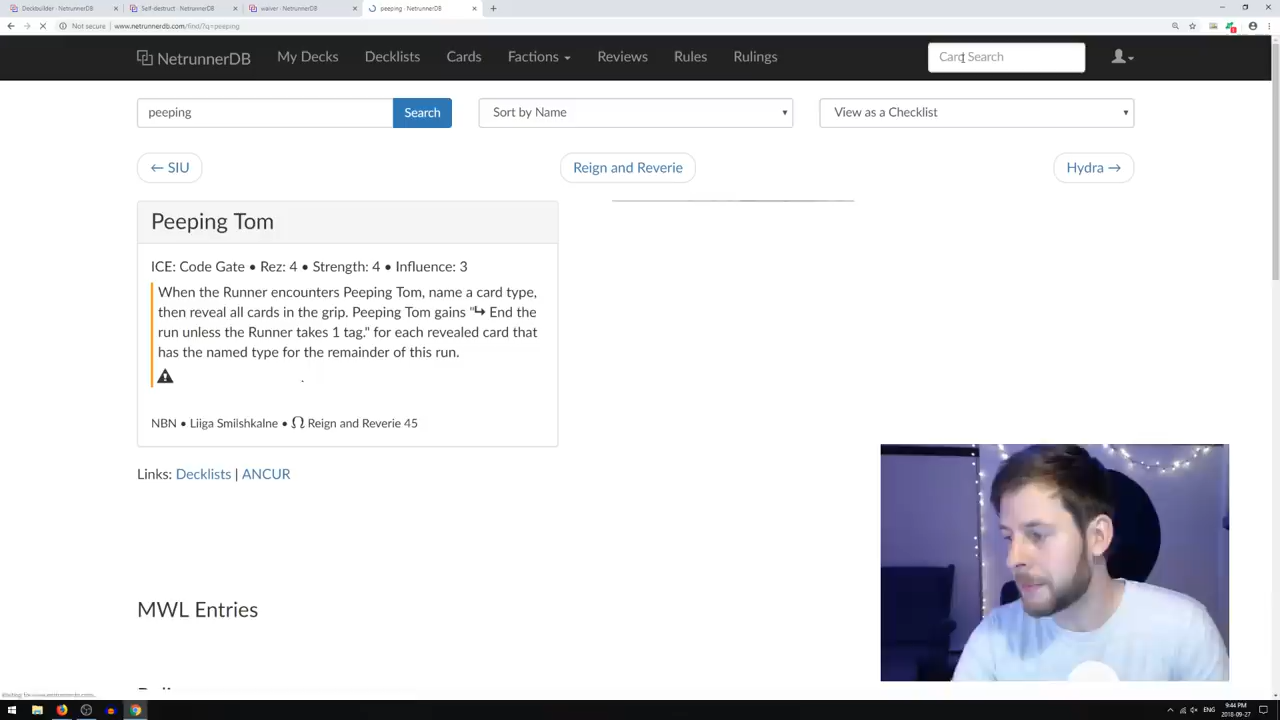 Deckbuilder · NetrunnerDB
Self-destruct · NetrunnerDB
waiver · NetrunnerDB
peeping · NetrunnerDB
Not secure | www.netrunnerdb.com/find/?q=peeping
NetrunnerDB My Decks Decklists Cards Factions Reviews Rules Rulings Card Search
peeping Search Sort by Name View as a Checklist
← SIU Reign and Reverie Hydra →
Peeping Tom
ICE: Code Gate • Rez: 4 • Strength: 4 • Influence: 3
When the Runner encounters Peeping Tom, name a card type,
then reveal all cards in the grip. Peeping Tom gains "↳ End the
run unless the Runner takes 1 tag." for each revealed card that
has the named type for the remainder of this run.
NBN • Liiga Smilshkalne • Reign and Reverie 45
Links: Decklists | ANCUR
MWL Entries
ENG
9:44 PM
2018-09-27